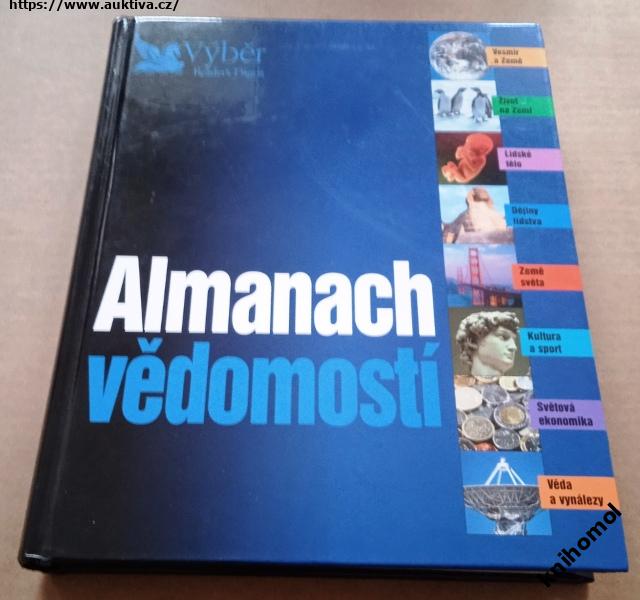 https://www.auktiva.cz/
Výběr
Reader's Digest
Vesmír
a Země
Život
na Zemi
Lidské
tělo
Dějiny
lidstva
Země
světa
Almanach
vědomostí
Kultura
a sport
Světová
ekonomika
Věda
a vynálezy
knihomol